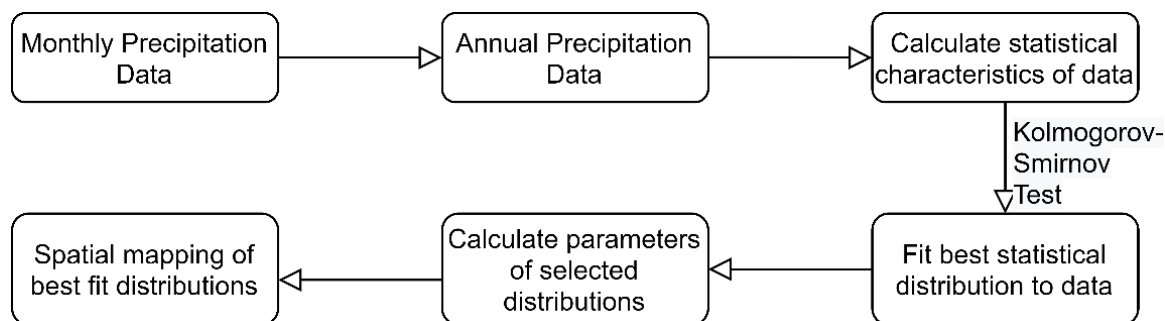 Monthly Precipitation
Data
Annual Precipitation
Data
Calculate statistical
characteristics of data
Kolmogorov-
Smirnov
Test
Fit best statistical
distribution to data
Calculate parameters
of selected
distributions
Spatial mapping of
best fit distributions